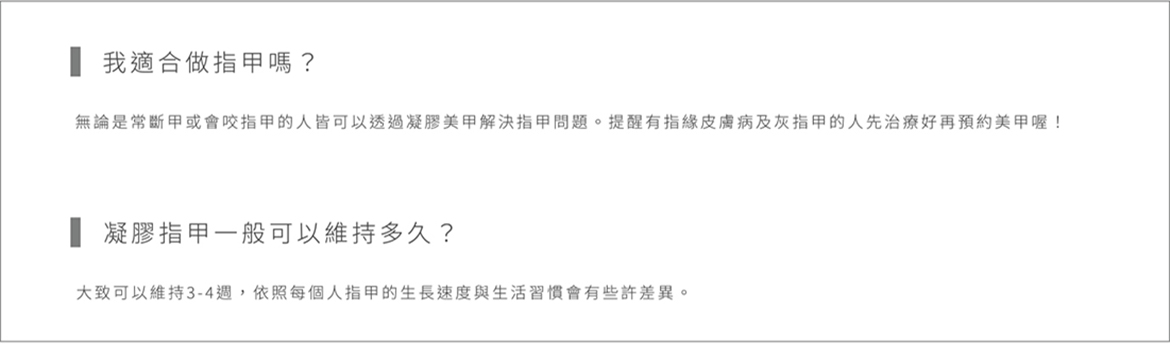 我適合做指甲嗎？
無論是常斷甲或會咬指甲的人皆可以透過凝膠美甲解決指甲問題。提醒有指緣皮膚病及灰指甲的人先治療好再預約美甲喔！
凝膠指甲一般可以維持多久？
大致可以維持3-4週，依照每個人指甲的生長速度與生活習慣會有些許差異。